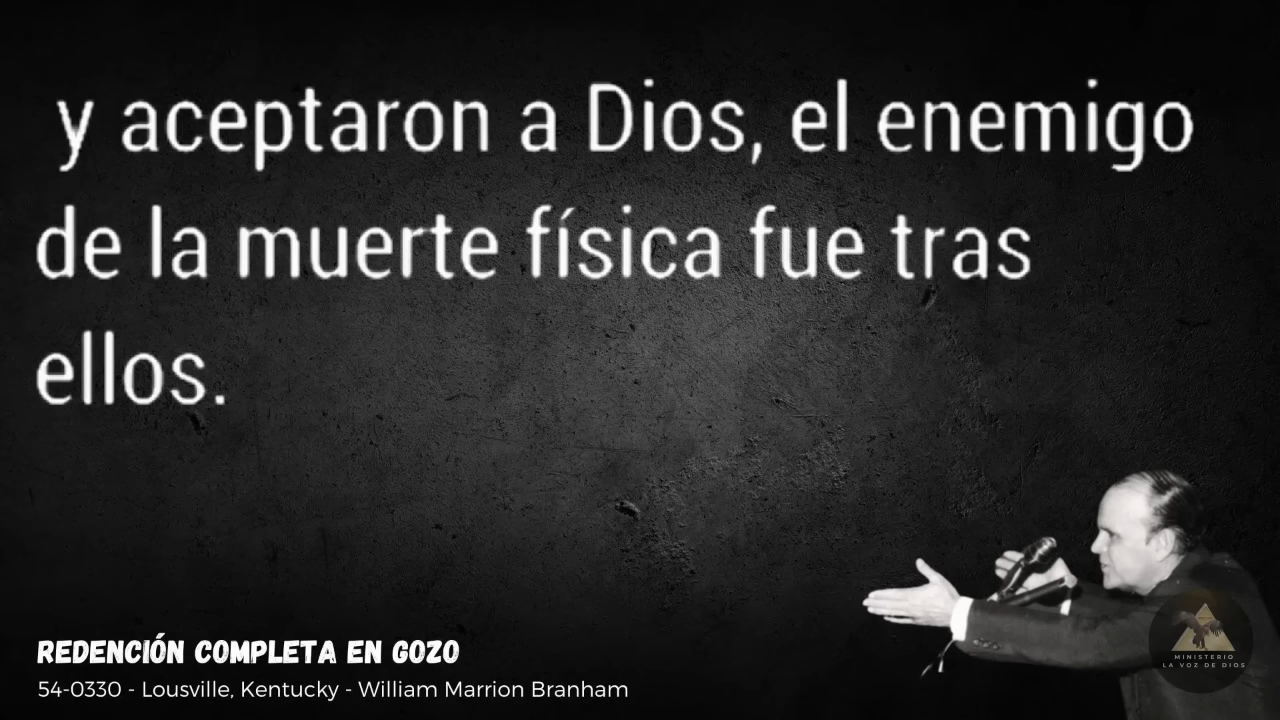 y aceptaron a Dios, el enemigo
de la muerte física fue tras
ellos.
REDENCIÓN COMPLETA EN GOZO
54-0330 - Lousville, Kentucky - William Marrion Branham
MINISTERIO
LA VOZ DE DIOS